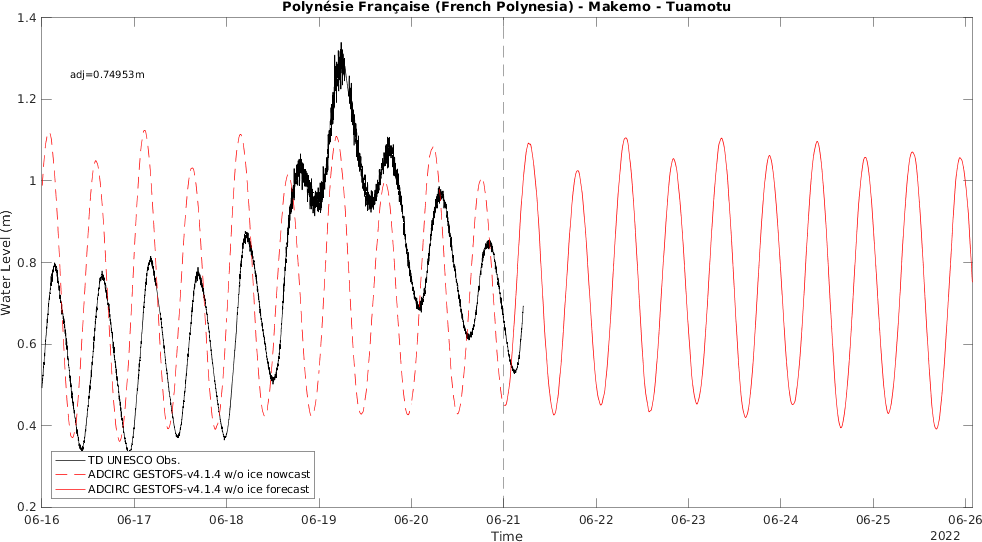 Polynésie Française (French Polynesia) - Makemo - Tuamotu
1.4
1.2
1
0.8
0.6
0.4
0.2
Water Level (m)
adj=0.74953m
TD UNESCO Obs.
ADCIRC GESTOFS-v4.1.4 w/o ice nowcast
ADCIRC GESTOFS-v4.1.4 w/o ice forecast
06-16 06-17 06-18 06-19 06-20 06-21 06-22 06-23 06-24 06-25 06-26
Time
2022